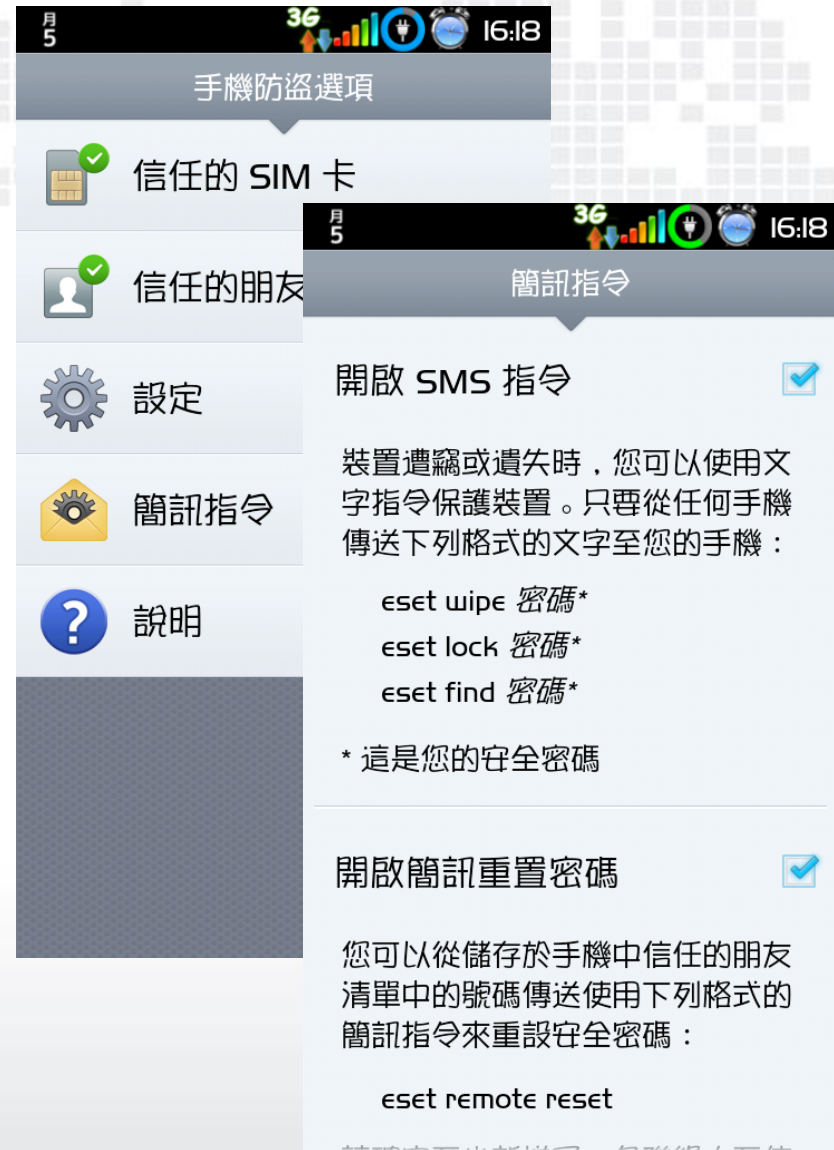 月
5
3G
16:18
手機防盜選項
信任的 SIM 卡
信任的朋友
設定
簡訊指令
說明
月
5
3G
16:18
簡訊指令
開啟 SMS 指令
裝置遭竊或遺失時，您可以使用文
字指令保護裝置。只要從任何手機
傳送下列格式的文字至您的手機：
eset wipe 密碼*
eset lock 密碼*
eset find 密碼*
* 這是您的安全密碼
開啟簡訊重置密碼
您可以從儲存於手機中信任的朋友
清單中的號碼傳送使用下列格式的
簡訊指令來重設安全密碼：
eset remote reset